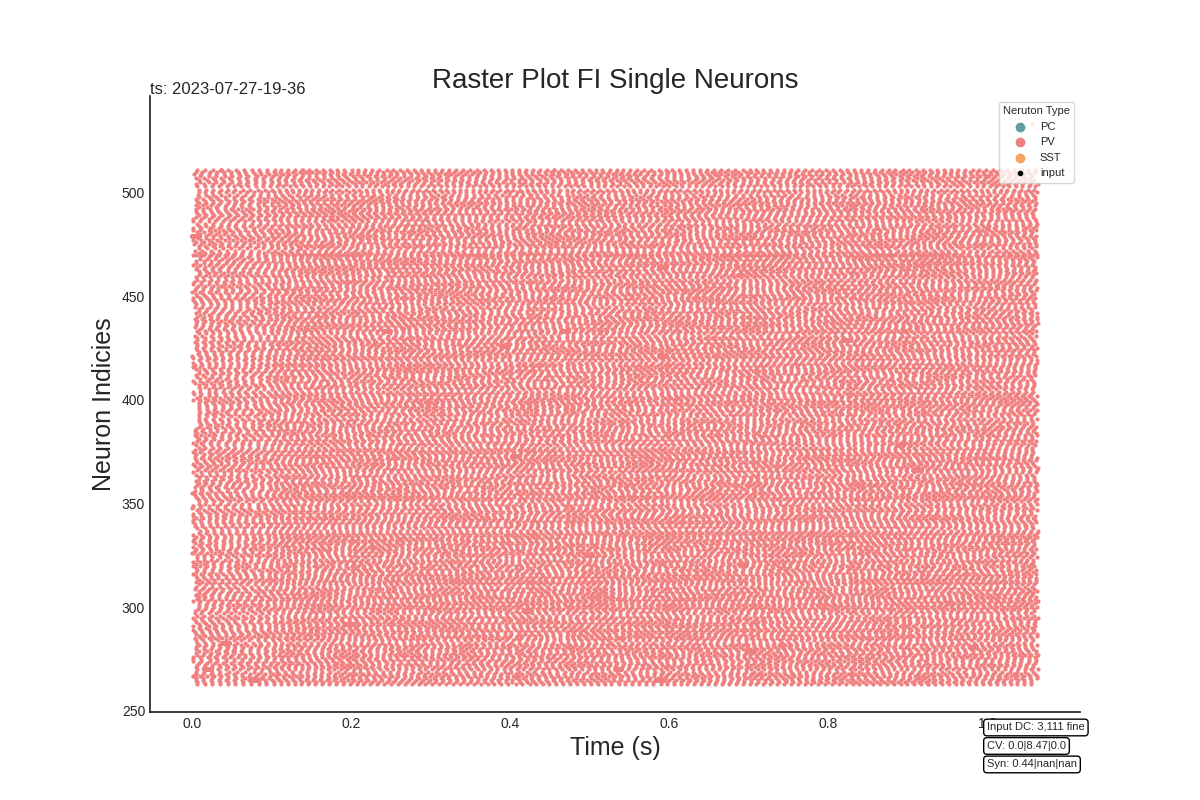 Raster Plot FI Single Neurons
ts: 2023-07-27-19-36
Neruton Type
PC
PV
SST
input
500
450
400
350
300
250
Neuron Indicies
0.0 0.2 0.4 0.6 0.8
Time (s)
Input DC: 3,111 fine
CV: 0.0|8.47|0.0
Syn: 0.44|nan|nan